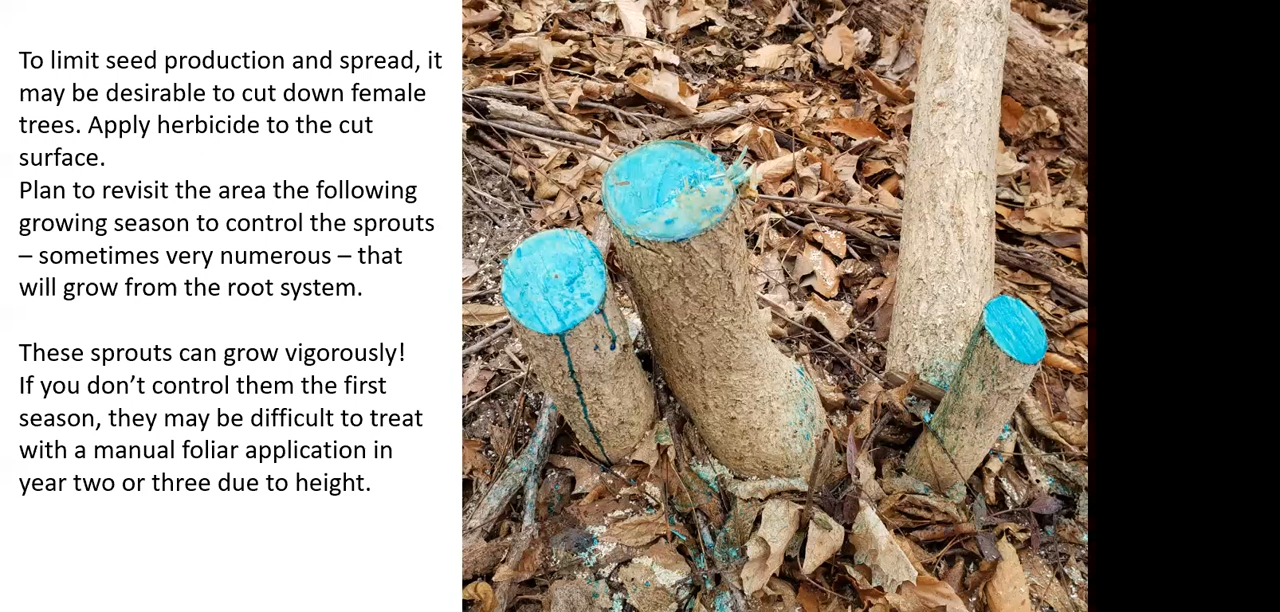 To limit seed production and spread, it
may be desirable to cut down female
trees. Apply herbicide to the cut
surface.
Plan to revisit the area the following
growing season to control the sprouts
– sometimes very numerous – that
will grow from the root system.
These sprouts can grow vigorously!
If you don’t control them the first
season, they may be difficult to treat
with a manual foliar application in
year two or three due to height.